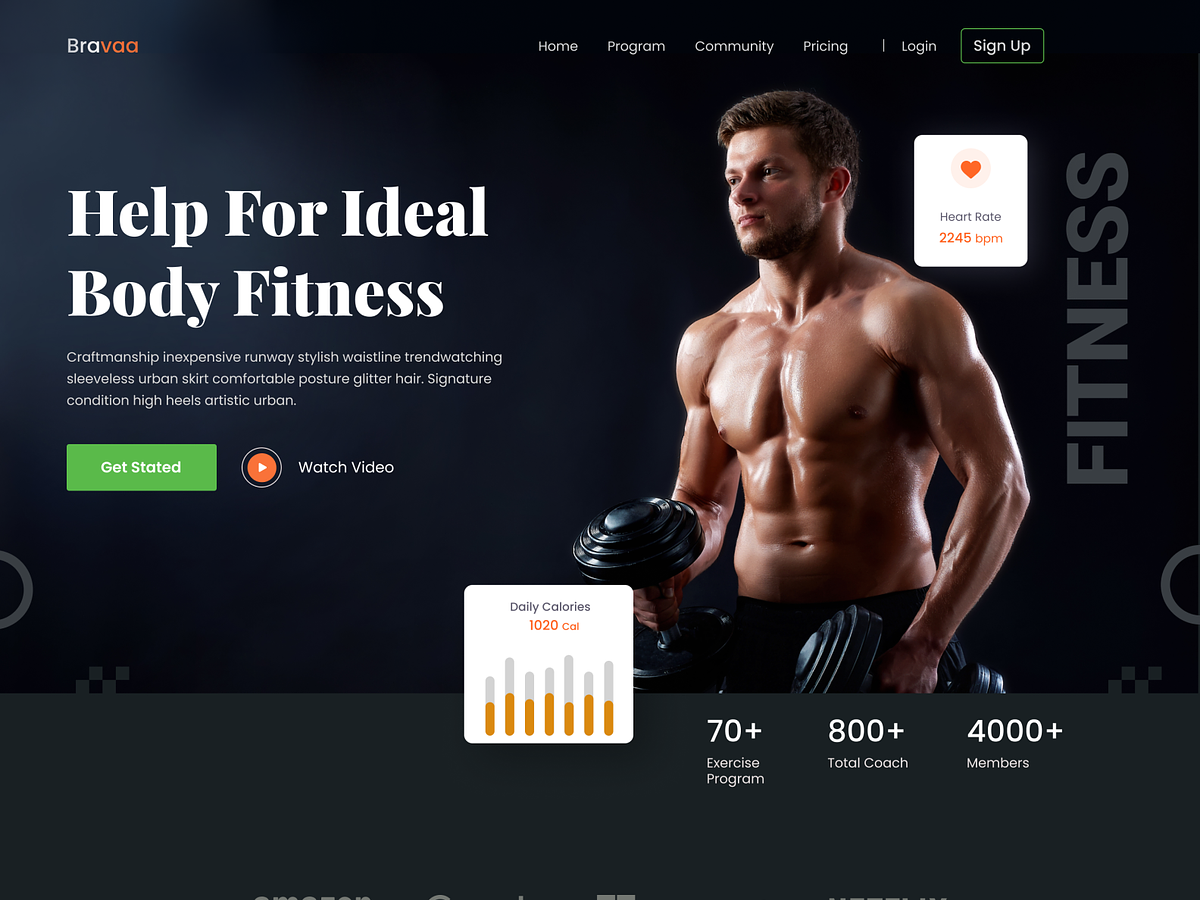 Bravaa
Home Program Community Pricing | Login Sign Up
Help For Ideal
Body Fitness
Craftmanship inexpensive runway stylish waistline trendwatching
sleeveless urban skirt comfortable posture glitter hair. Signature
condition high heels artistic urban.
Get Stated
Watch Video
Heart Rate
2245 bpm
FITNESS
Daily Calories
1020 Cal
70+
Exercise
Program
800+
Total Coach
4000+
Members